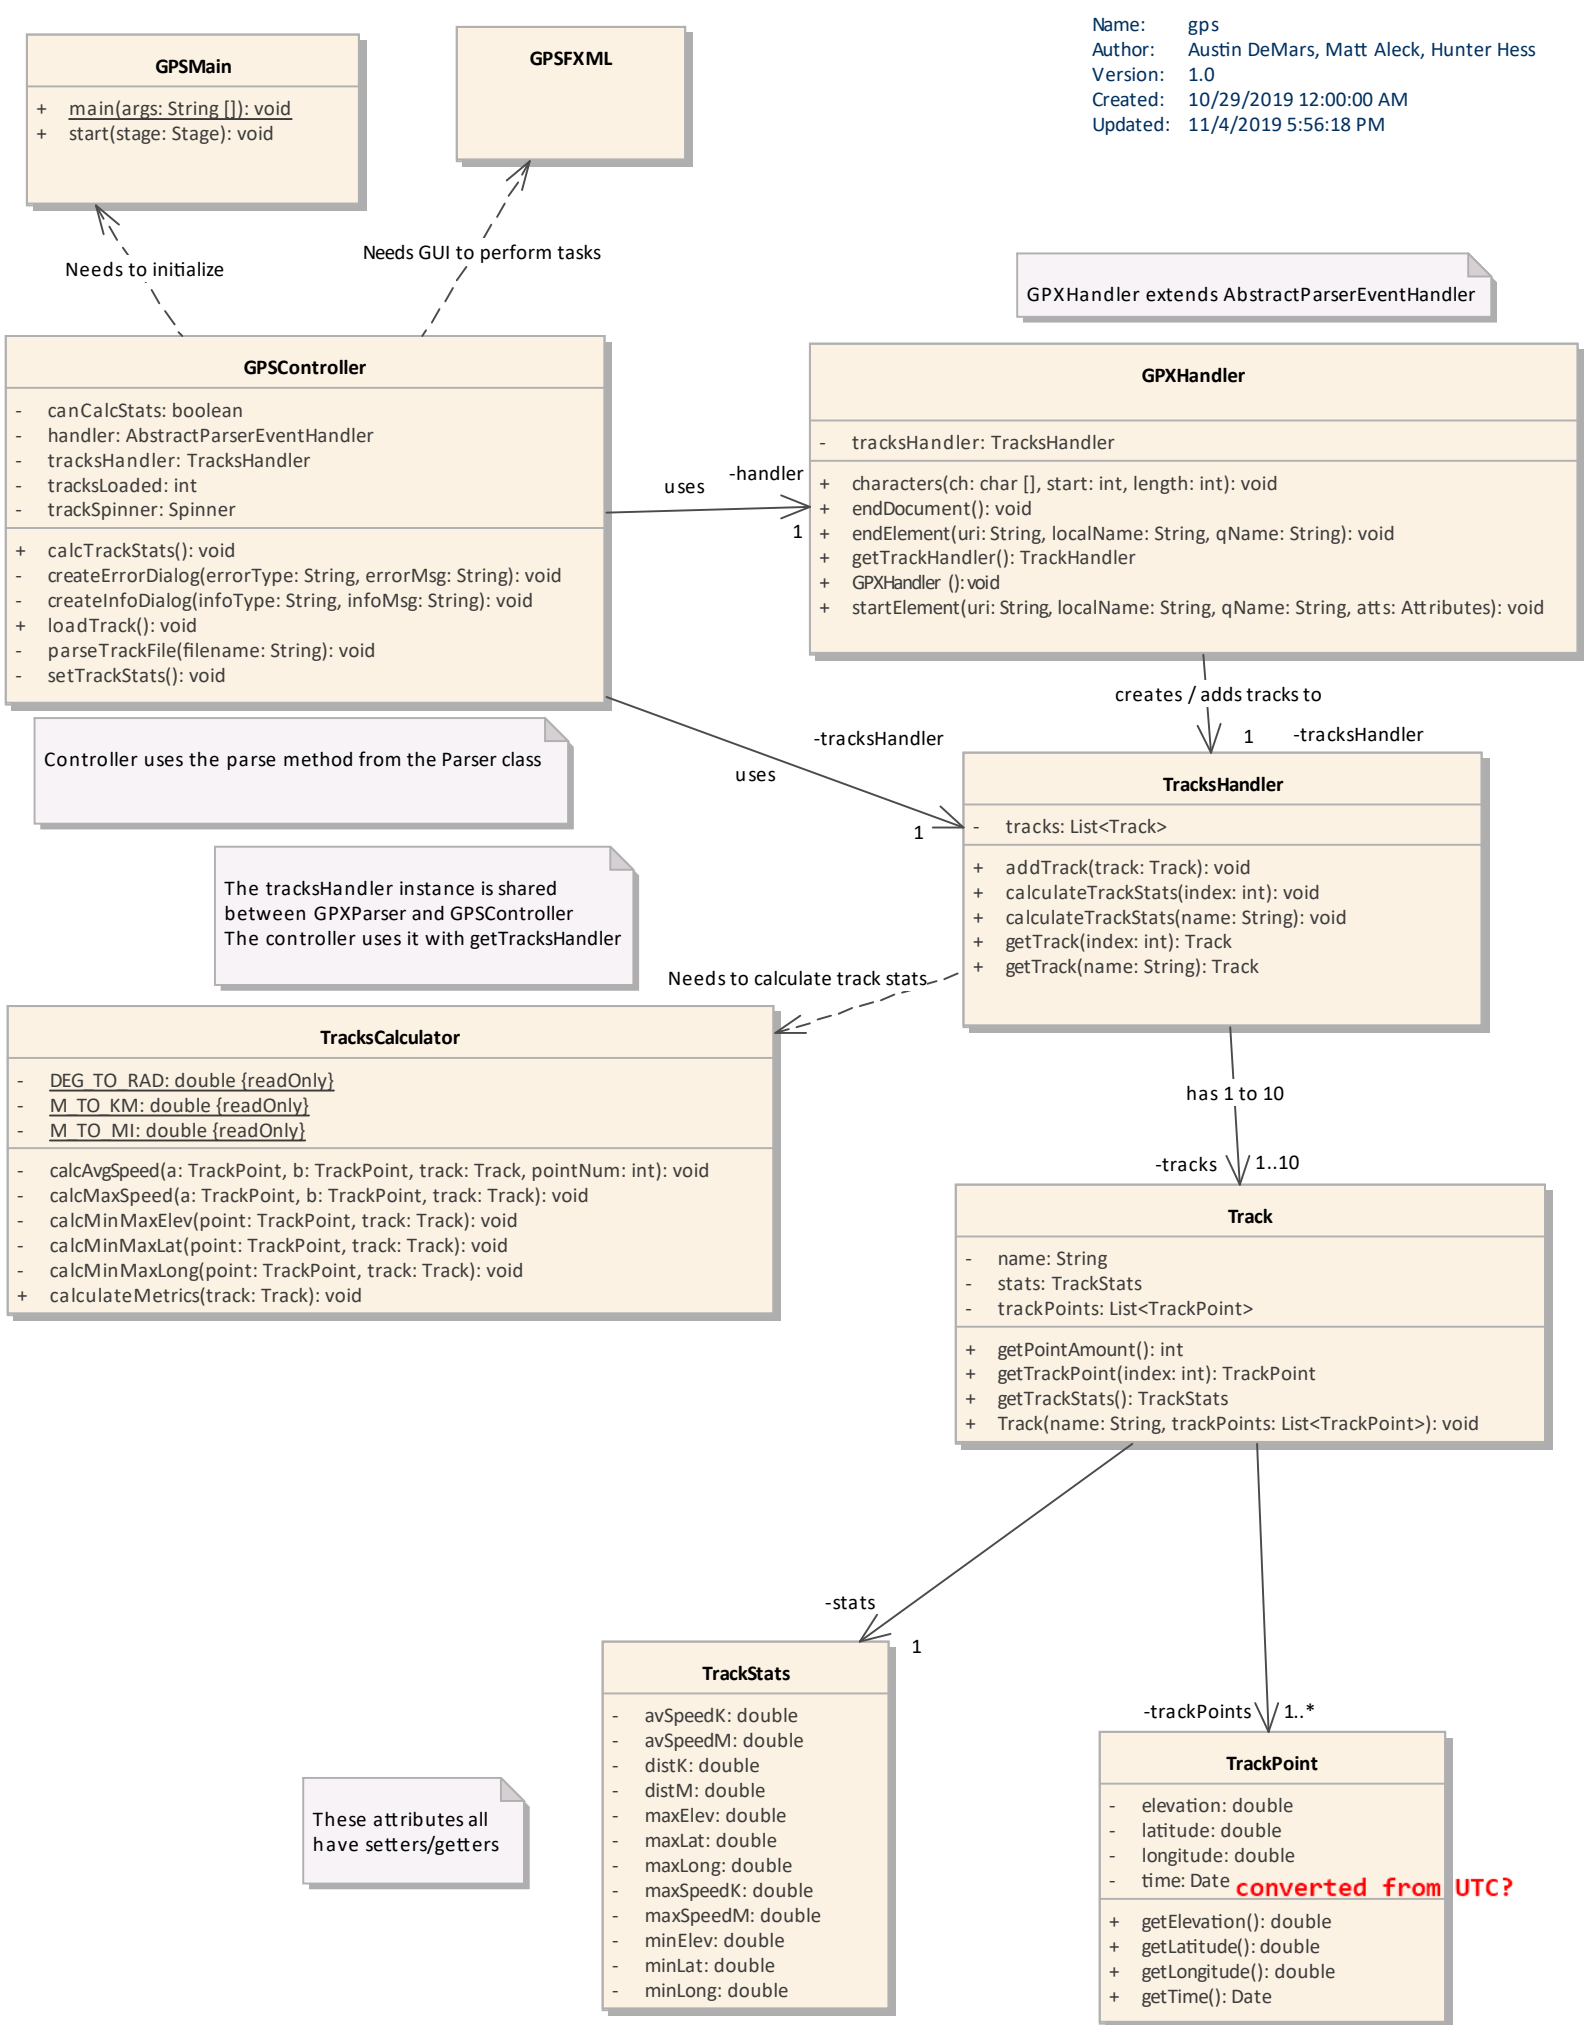 Name: gps
Author: Austin DeMars, Matt Aleck, Hunter Hess
Version: 1.0
Created: 10/29/2019 12:00:00 AM
Updated: 11/4/2019 5:56:18 PM
GPSMain
+ main(args: String []): void
+ start(stage: Stage): void
GPSFXML
Needs to initialize
Needs GUI to perform tasks
GPXHandler extends AbstractParserEventHandler
GPSController
- canCalcStats: boolean
- handler: AbstractParserEventHandler
- tracksHandler: TracksHandler
- tracksLoaded: int
- trackSpinner: Spinner
+ calcTrackStats(): void
- createErrorDialog(errorType: String, errorMsg: String): void
- createInfoDialog(infoType: String, infoMsg: String): void
+ loadTrack(): void
- parseTrackFile(filename: String): void
- setTrackStats(): void
uses
-handler
1
GPXHandler
- tracksHandler: TracksHandler
+ characters(ch: char [], start: int, length: int): void
+ endDocument(): void
+ endElement(uri: String, localName: String, qName: String): void
+ getTrackHandler(): TrackHandler
+ GPXHandler (): void
+ startElement(uri: String, localName: String, qName: String, atts: Attributes): void
creates / adds tracks to
1 -tracksHandler
Controller uses the parse method from the Parser class
-tracksHandler
uses
1
TracksHandler
- tracks: List<Track>
+ addTrack(track: Track): void
+ calculateTrackStats(index: int): void
+ calculateTrackStats(name: String): void
+ getTrack(index: int): Track
+ getTrack(name: String): Track
The tracksHandler instance is shared
between GPXParser and GPSController
The controller uses it with getTracksHandler
Needs to calculate track stats
TracksCalculator
- DEG_TO_RAD: double {readOnly}
- M_TO_KM: double {readOnly}
- M_TO_MI: double {readOnly}
- calcAvgSpeed(a: TrackPoint, b: TrackPoint, track: Track, pointNum: int): void
- calcMaxSpeed(a: TrackPoint, b: TrackPoint, track: Track): void
- calcMinMaxElev(point: TrackPoint, track: Track): void
- calcMinMaxLat(point: TrackPoint, track: Track): void
- calcMinMaxLong(point: TrackPoint, track: Track): void
+ calculateMetrics(track: Track): void
has 1 to 10
-tracks 1..10
Track
- name: String
- stats: TrackStats
- trackPoints: List<TrackPoint>
+ getPointAmount(): int
+ getTrackPoint(index: int): TrackPoint
+ getTrackStats(): TrackStats
+ Track(name: String, trackPoints: List<TrackPoint>): void
-stats
1
TrackStats
- avSpeedK: double
- avSpeedM: double
- distK: double
- distM: double
- maxElev: double
- maxLat: double
- maxLong: double
- maxSpeedK: double
- maxSpeedM: double
- minElev: double
- minLat: double
- minLong: double
These attributes all
have setters/getters
-trackPoints 1..*
TrackPoint
- elevation: double
- latitude: double
- longitude: double
- time: Date converted from UTC?
+ getElevation(): double
+ getLatitude(): double
+ getLongitude(): double
+ getTime(): Date